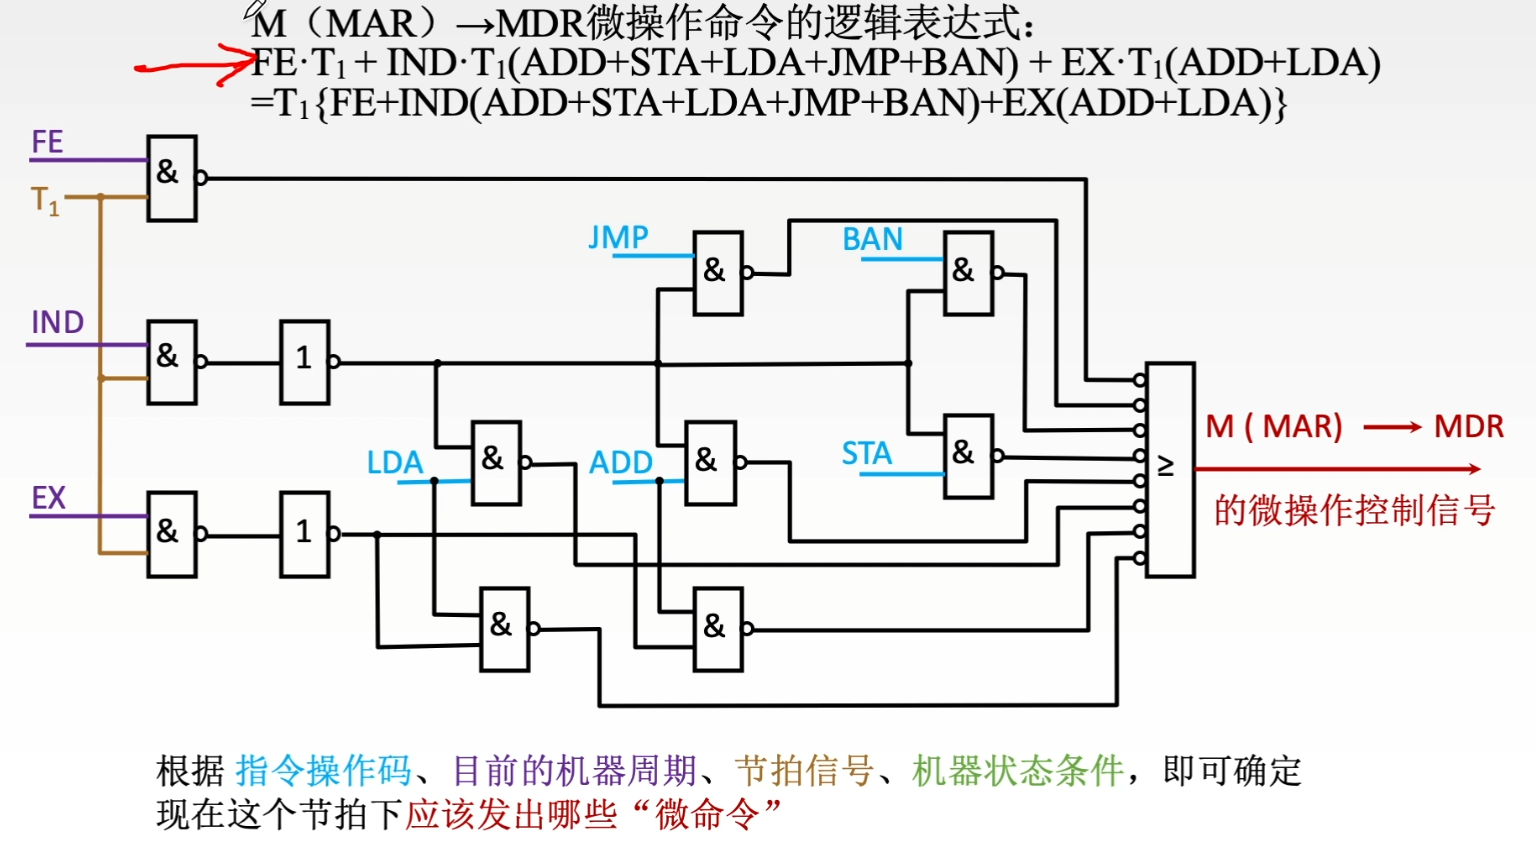 M（MAR）→MDR微操作命令的逻辑表达式：
FE·T₁ + IND·T₁(ADD+STA+LDA+JMP+BAN) + EX·T₁(ADD+LDA)
=T₁{FE+IND(ADD+STA+LDA+JMP+BAN)+EX(ADD+LDA)}
FE
&
T₁
JMP
&
BAN
&
IND
&
1
M ( MAR) → MDR
LDA
&
ADD
&
STA
&
≥
的微操作控制信号
EX
&
1
&
&
根据 指令操作码、目前的机器周期、节拍信号、机器状态条件，即可确定
现在这个节拍下应该发出哪些“微命令”